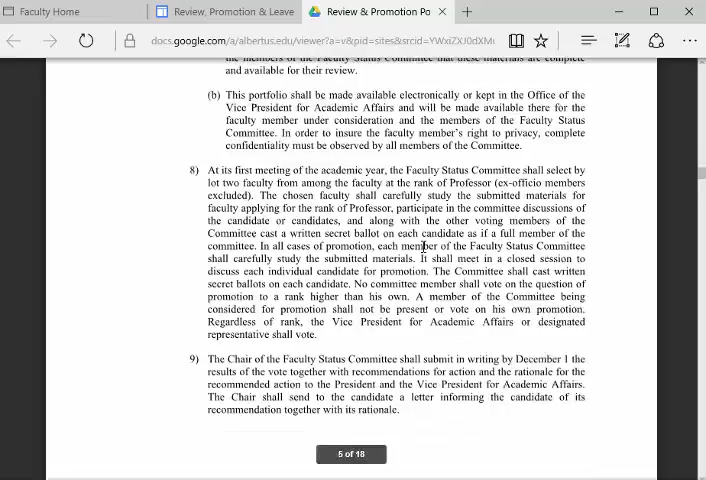 Faculty Home
Review, Promotion & Leave
Review & Promotion Po
docs.google.com/a/albertus.edu/viewer?a=v&pid=sites&srcid=YWxiZXJ0dXMu
the members of the Faculty Status Committee that these materials are complete
and available for their review.
(b) This portfolio shall be made available electronically or kept in the Office of the
Vice President for Academic Affairs and will be made available there for the
faculty member under consideration and the members of the Faculty Status
Committee. In order to insure the faculty member's right to privacy, complete
confidentiality must be observed by all members of the Committee.
8) At its first meeting of the academic year, the Faculty Status Committee shall select by
lot two faculty from among the faculty at the rank of Professor (ex-officio members
excluded). The chosen faculty shall carefully study the submitted materials for
faculty applying for the rank of Professor, participate in the committee discussions of
the candidate or candidates, and along with the other voting members of the
Committee cast a written secret ballot on each candidate as if a full member of the
committee. In all cases of promotion, each member of the Faculty Status Committee
shall carefully study the submitted materials. It shall meet in a closed session to
discuss each individual candidate for promotion. The Committee shall cast written
secret ballots on each candidate. No committee member shall vote on the question of
promotion to a rank higher than his own. A member of the Committee being
considered for promotion shall not be present or vote on his own promotion.
Regardless of rank, the Vice President for Academic Affairs or designated
representative shall vote.
9) The Chair of the Faculty Status Committee shall submit in writing by December 1 the
results of the vote together with recommendations for action and the rationale for the
recommended action to the President and the Vice President for Academic Affairs.
The Chair shall send to the candidate a letter informing the candidate of its
recommendation together with its rationale.
5 of 18